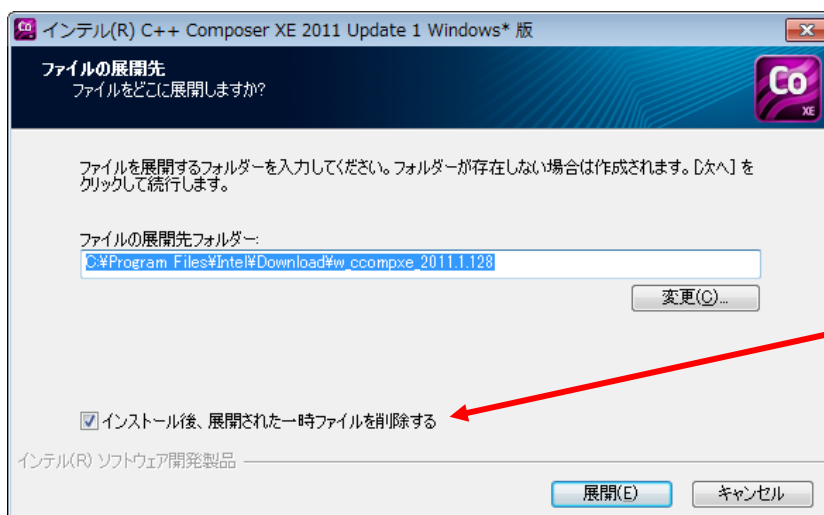 インテル(R) C++ Composer XE 2011 Update 1 Windows* 版
ファイルの展開先
ファイルをどこに展開しますか?
Co
XE
ファイルを展開するフォルダーを入力してください。フォルダーが存在しない場合は作成されます。[次へ] を
クリックして続行します。
ファイルの展開先フォルダー:
C:¥Program Files¥Intel¥Download¥w_ccompxe_2011.1.128
変更(C)...
インストール後、展開された一時ファイルを削除する
インテル(R) ソフトウェア開発製品
展開(E)
キャンセル